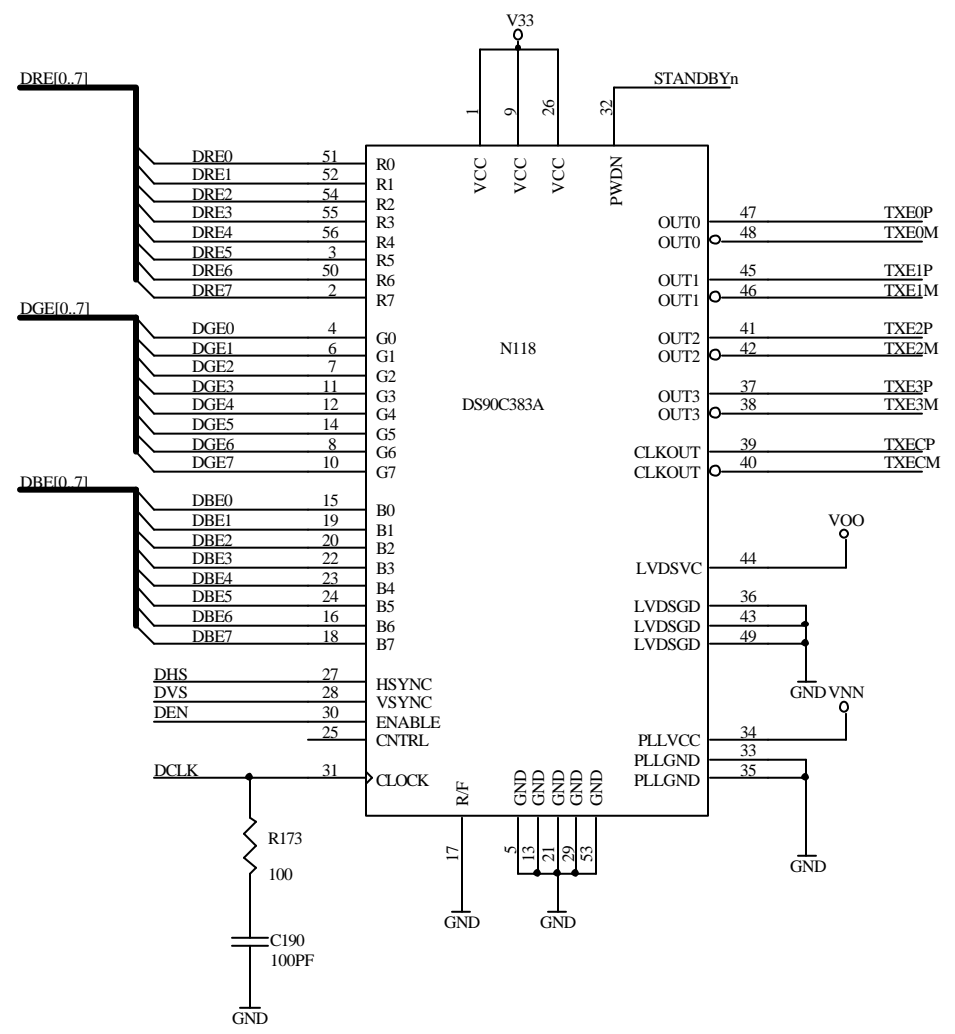 V33
DRE[0..7]
STANDBYn
1
9
26
32
VCC
VCC
VCC
PWDN
DRE0 51 R0
DRE1 52 R1
DRE2 54 R2
DRE3 55 R3
DRE4 56 R4
DRE5 3 R5
DRE6 50 R6
DRE7 2 R7
OUT0 47 TXE0P
OUT0 48 TXE0M
OUT1 45 TXE1P
OUT1 46 TXE1M
DGE[0..7]
DGE0 4 G0
DGE1 6 G1
DGE2 7 G2
DGE3 11 G3
DGE4 12 G4
DGE5 14 G5
DGE6 8 G6
DGE7 10 G7
N118
DS90C383A
OUT2 41 TXE2P
OUT2 42 TXE2M
OUT3 37 TXE3P
OUT3 38 TXE3M
CLKOUT 39 TXECP
CLKOUT 40 TXECM
DBE[0..7]
DBE0 15 B0
DBE1 19 B1
DBE2 20 B2
DBE3 22 B3
DBE4 23 B4
DBE5 24 B5
DBE6 16 B6
DBE7 18 B7
VOO
LVDSVC 44
LVDSGD 36
LVDSGD 43
LVDSGD 49
GND
VNN
DHS 27 HSYNC
DVS 28 VSYNC
DEN 30 ENABLE
25 CNTRL
DCLK 31 CLOCK
PLLVCC 34
PLLGND 33
PLLGND 35
GND
R/F
GND
GND
GND
GND
GND
17
5
13
21
29
53
GND
GND
R173
100
C190
100PF
GND